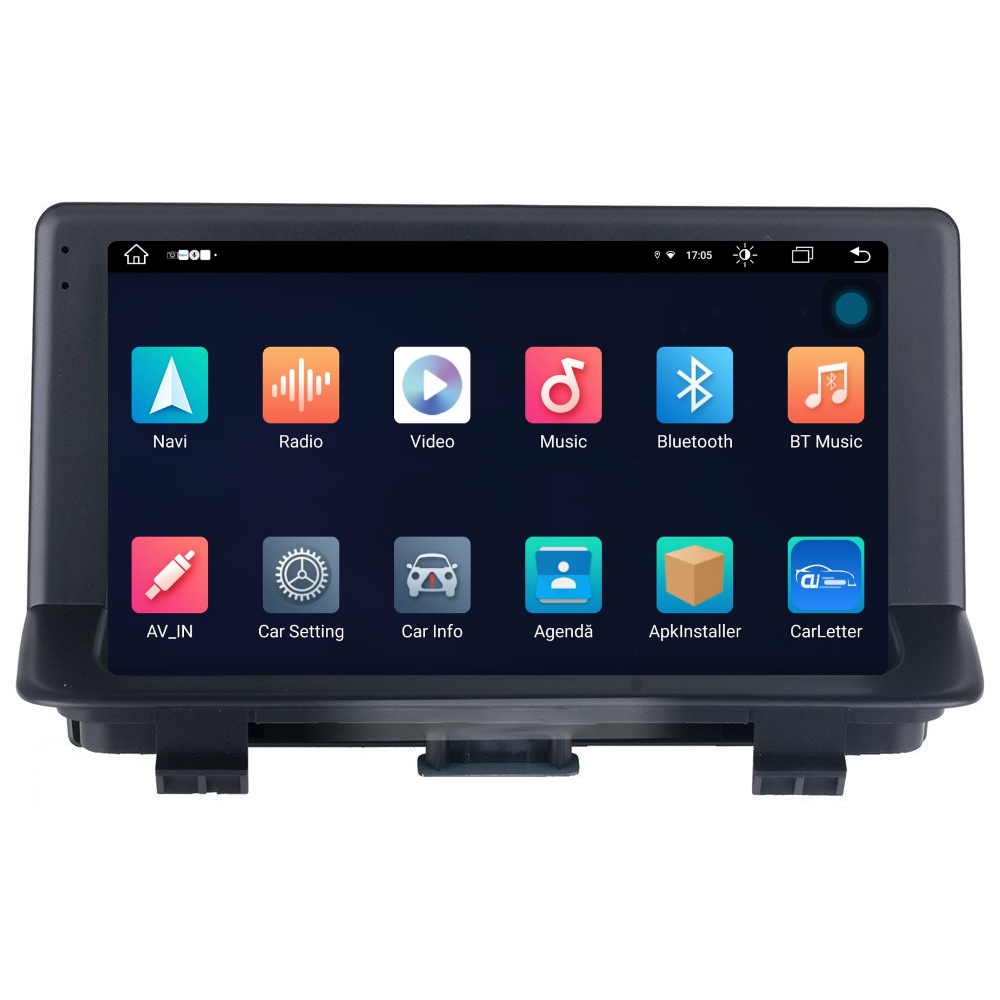 17:05
Navi
Radio
Video
Music
Bluetooth
BT Music
AV_IN
Car Setting
Car Info
Agendă
ApkInstaller
CarLetter